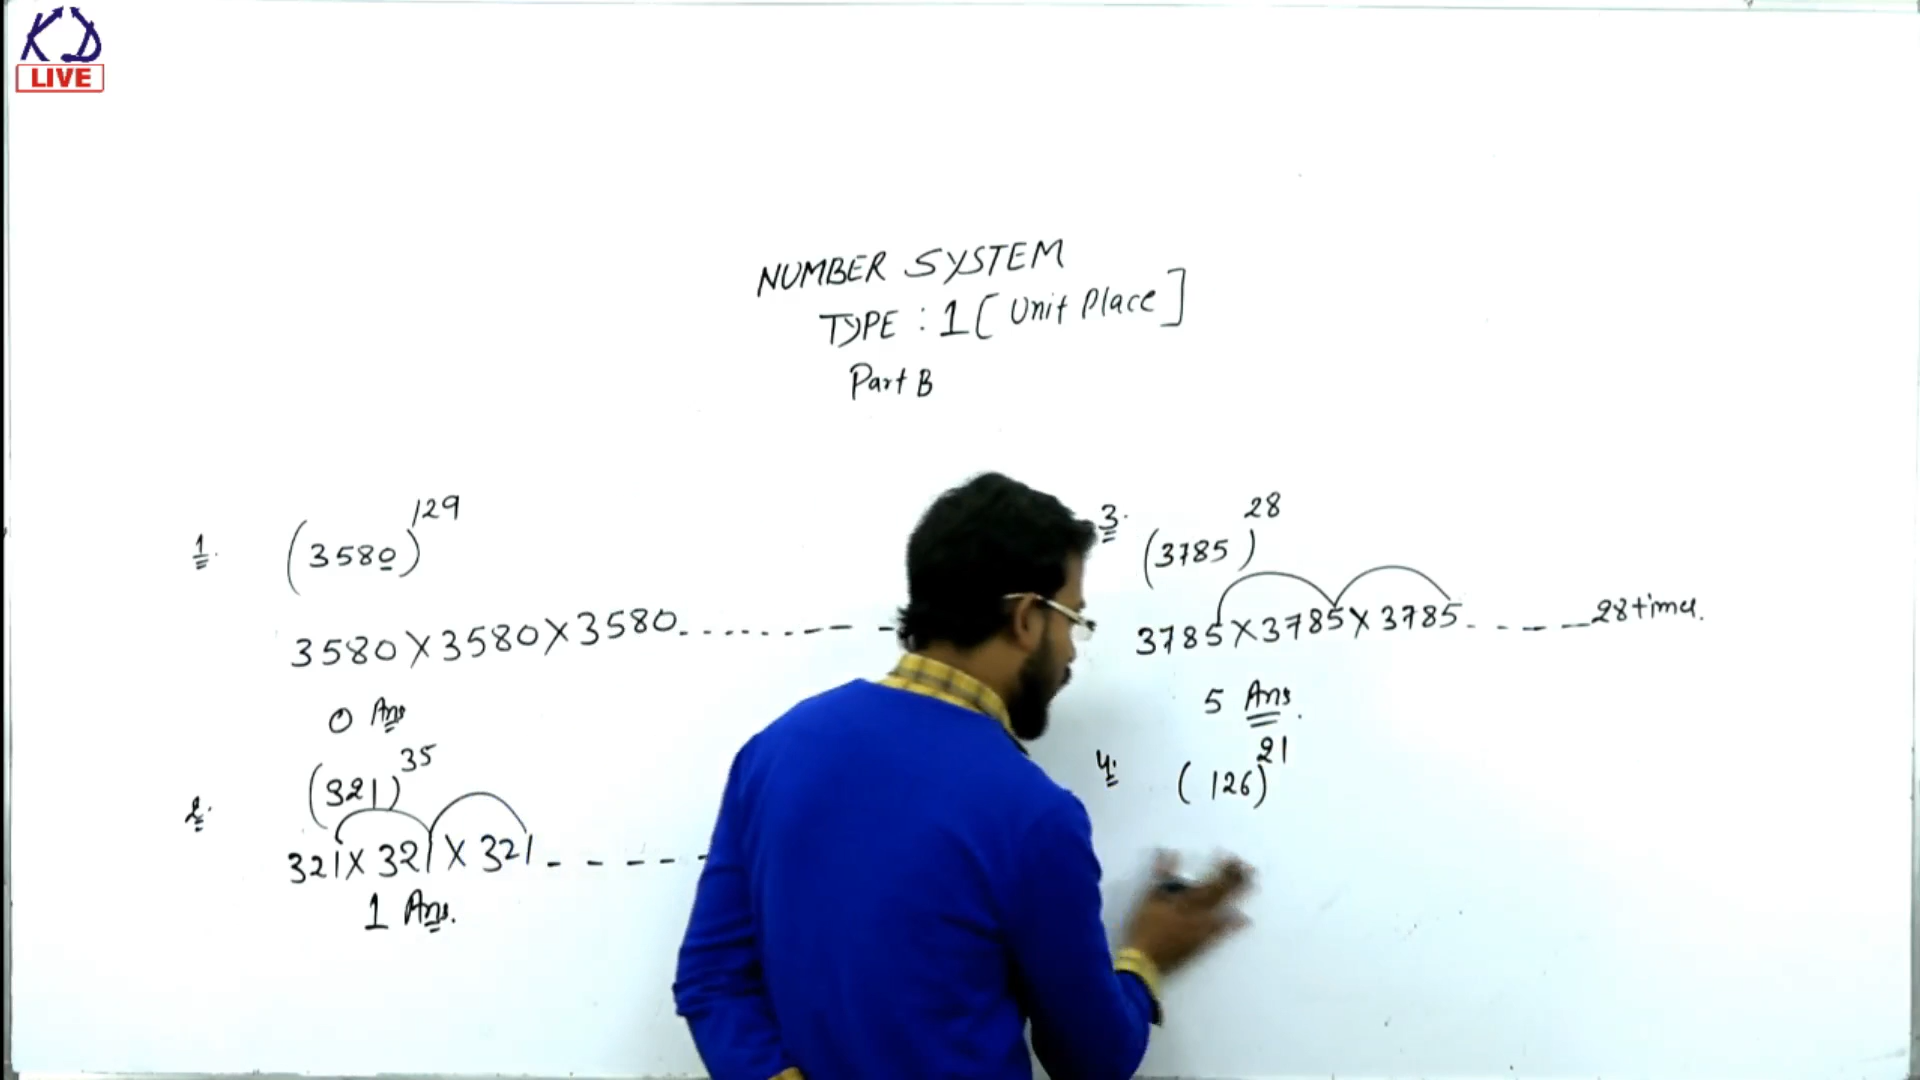 KD
LIVE
NUMBER SYSTEM
TYPE : 1 [ Unit Place ]
Part B
1. (3580)^129
3580 X 3580 X 3580 ........ - - -
0 Ans
2. (321)^35
321 X 321 X 321 - - - - -
1 Ans.
3. (3785)^28
3785 X 3785 X 3785 . - - - - 28 times.
5 Ans.
4. (126)^21